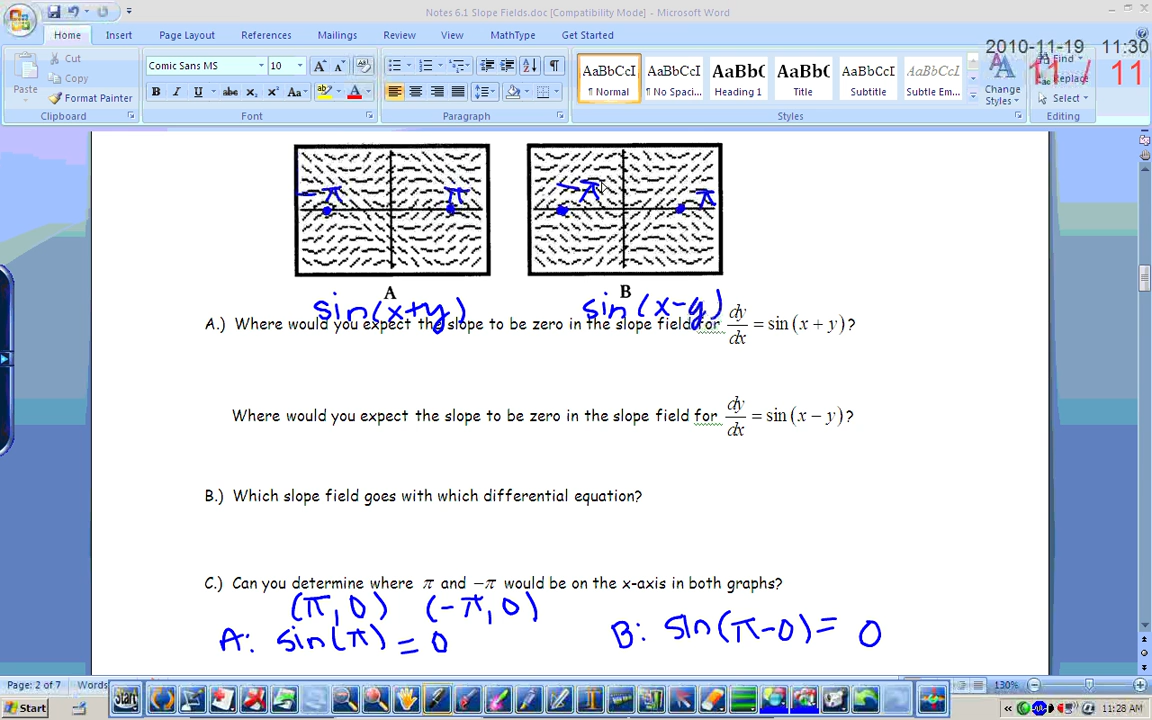 Notes 6.1 Slope Fields.doc [Compatibility Mode] - Microsoft Word
Home Insert Page Layout References Mailings Review View MathType Get Started
2010-11-19 11:30
11 / 11
Paste
Cut
Copy
Format Painter
Clipboard
Comic Sans MS 10
Font
Paragraph
AaBbCcI AaBbCcI AaBb( AaBb( AaBbCcI AaBbCcI
¶ Normal ¶ No Spaci... Heading 1 Title Subtitle Subtle Em...
Styles
Change Styles
Find
Replace
Select
Editing
-π π -π π
A B
sin(x+y) sin(x-y)
A.) Where would you expect the slope to be zero in the slope field for dy/dx = sin(x + y)?
Where would you expect the slope to be zero in the slope field for dy/dx = sin(x − y)?
B.) Which slope field goes with which differential equation?
C.) Can you determine where π and −π would be on the x-axis in both graphs?
(π,0) (-π,0)
A: sin(π) = 0 B: sin(π-0) = 0
Page: 2 of 7 Words 130%
Start Start 11:28 AM